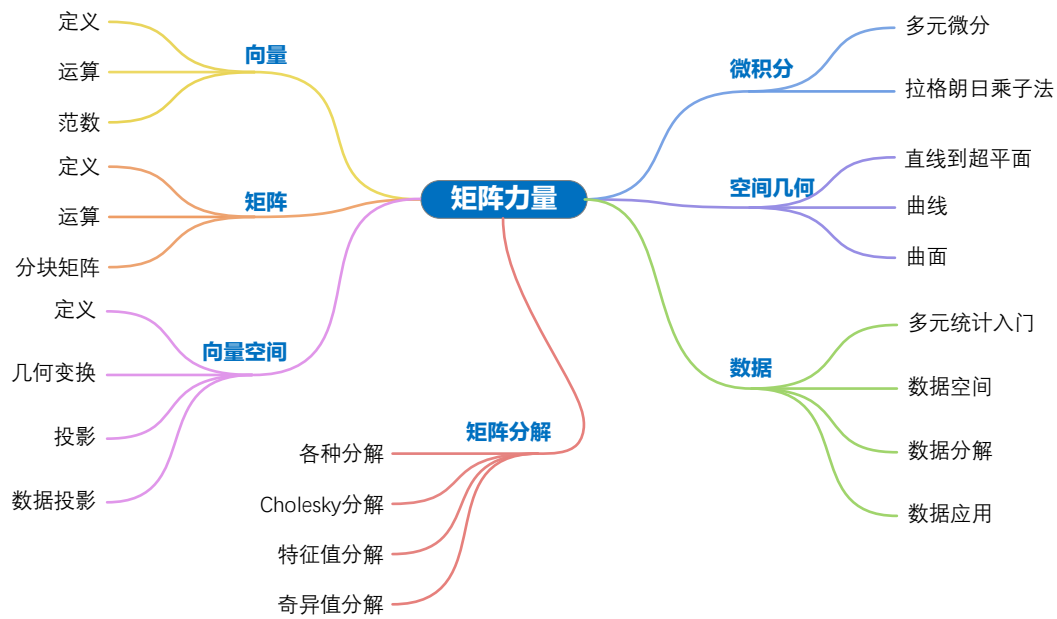 矩阵力量
向量
定义
运算
范数
矩阵
定义
运算
分块矩阵
向量空间
定义
几何变换
投影
数据投影
矩阵分解
各种分解
Cholesky分解
特征值分解
奇异值分解
微积分
多元微分
拉格朗日乘子法
空间几何
直线到超平面
曲线
曲面
数据
多元统计入门
数据空间
数据分解
数据应用